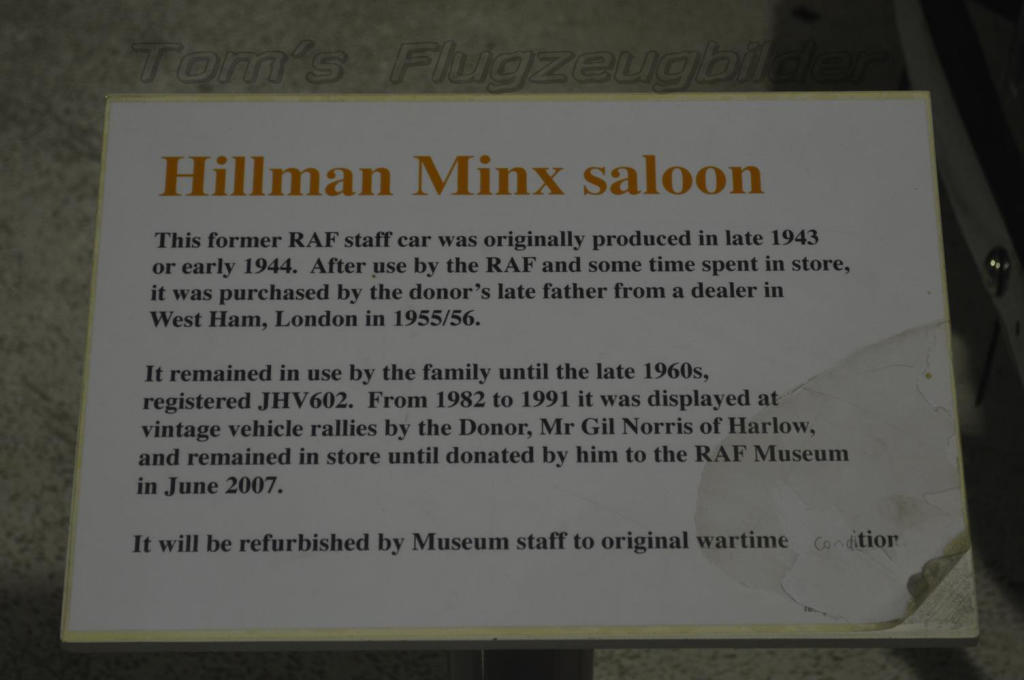 Tom's Flugzeugbilder
Hillman Minx saloon
This former RAF staff car was originally produced in late 1943
or early 1944. After use by the RAF and some time spent in store,
it was purchased by the donor's late father from a dealer in
West Ham, London in 1955/56.
It remained in use by the family until the late 1960s,
registered JHV602. From 1982 to 1991 it was displayed at
vintage vehicle rallies by the Donor, Mr Gil Norris of Harlow,
and remained in store until donated by him to the RAF Museum
in June 2007.
It will be refurbished by Museum staff to original wartime condition